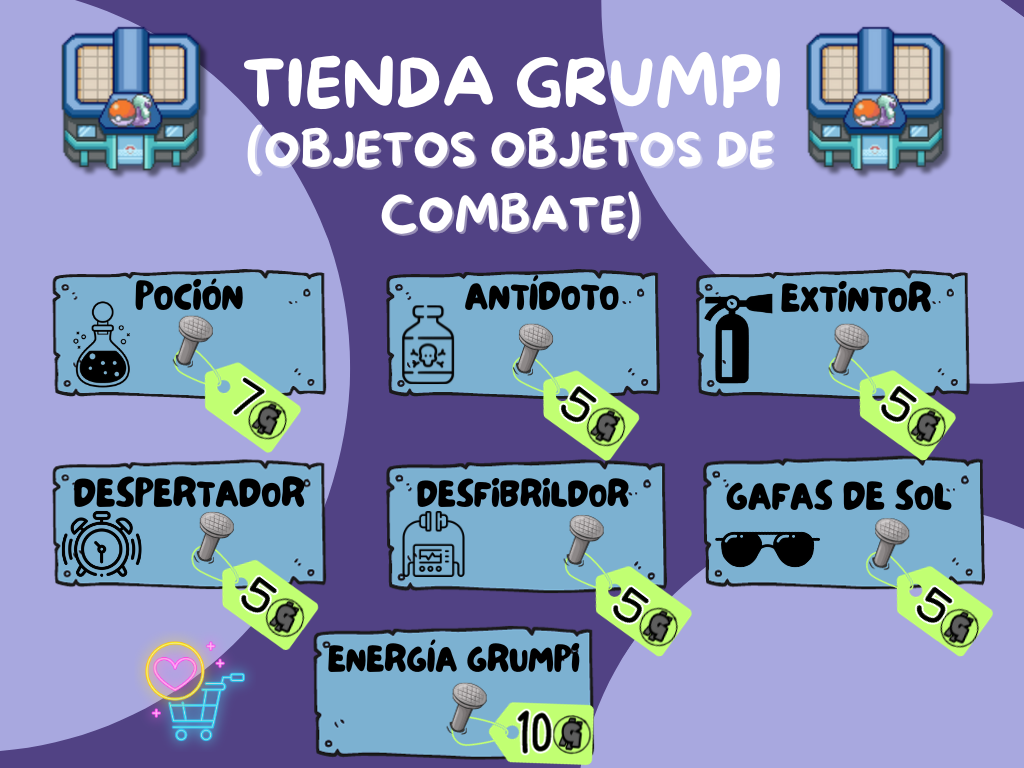 TIENDA GRUMPI
(OBJETOS OBJETOS DE
COMBATE)
POCIÓN
7
ANTÍDOTO
5
EXTINTOR
5
DESPERTADOR
5
DESFIBRILDOR
5
GAFAS DE SOL
5
ENERGÍA GRUMPI
10